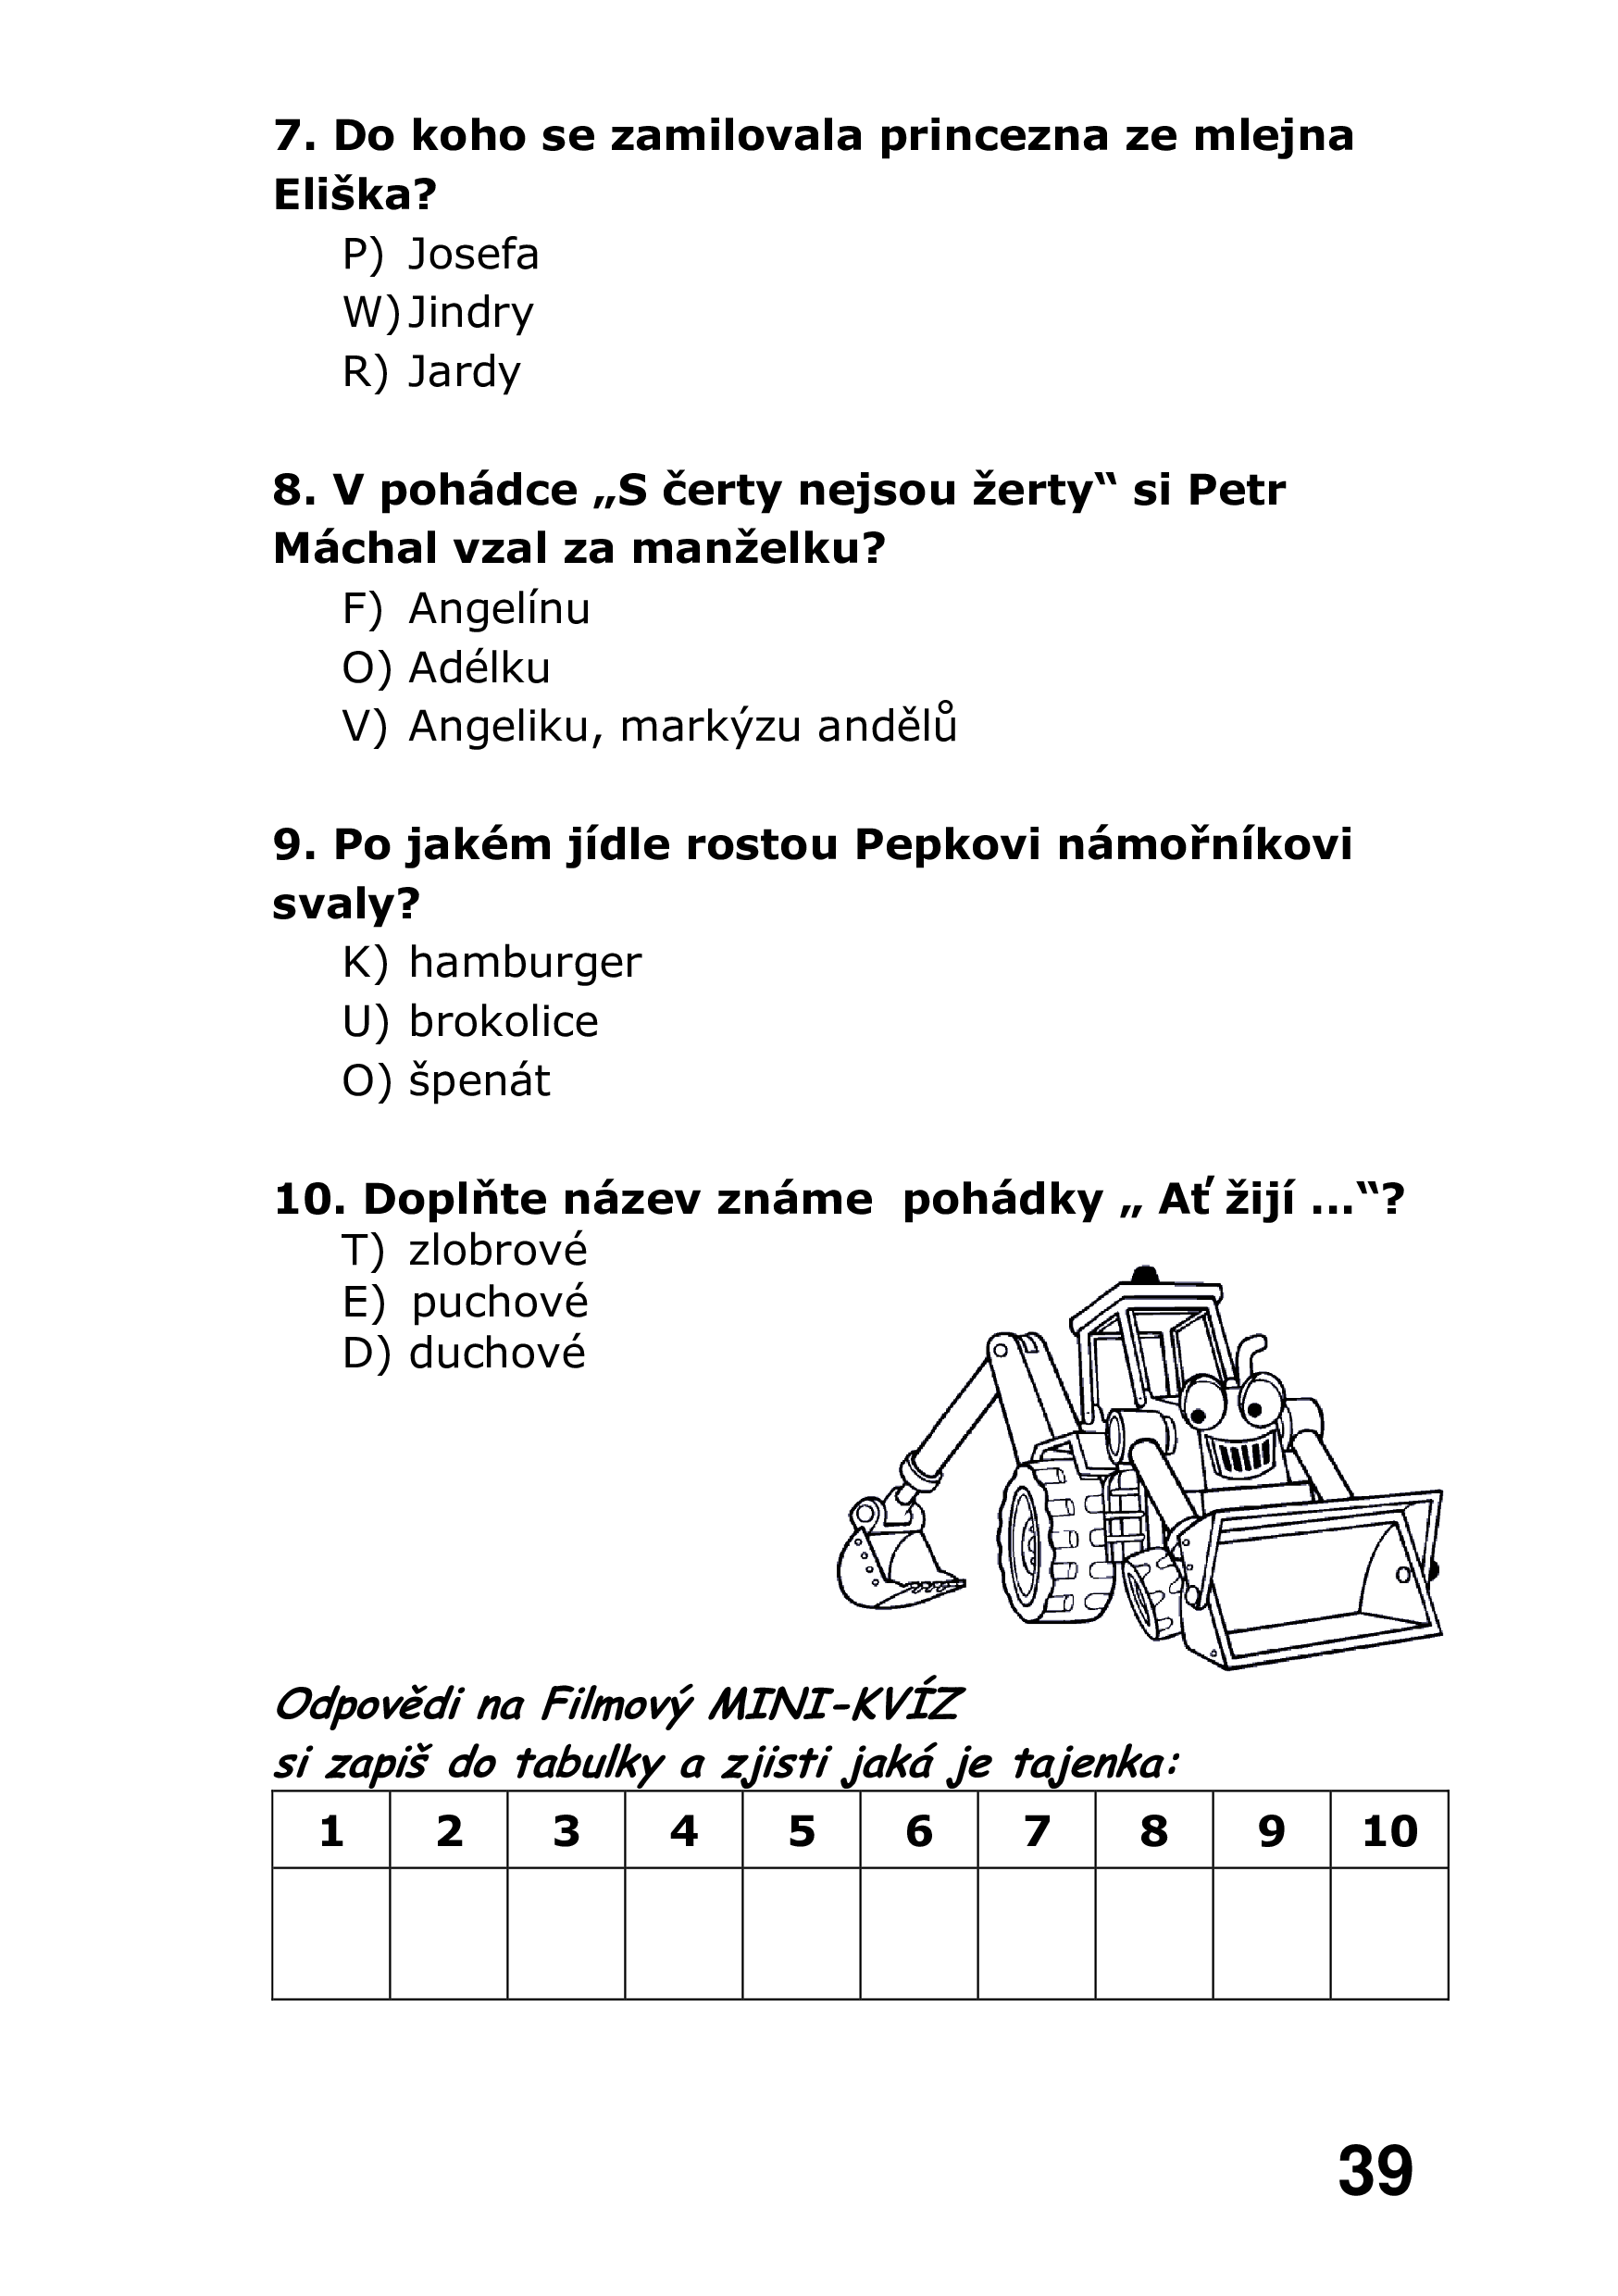 7. Do koho se zamilovala princezna ze mlejna
Eliška?
P) Josefa
W) Jindry
R) Jardy
8. V pohádce „S čerty nejsou žerty‟ si Petr
Máchal vzal za manželku?
F) Angelínu
O) Adélku
V) Angeliku, markýzu andělů
9. Po jakém jídle rostou Pepkovi námořníkovi
svaly?
K) hamburger
U) brokolice
O) špenát
10. Doplňte název známe  pohádky „ Ať žijí ...‟?
T) zlobrové
E) puchové
D) duchové
Odpovědi na Filmový MINI-KVÍZ
si zapiš do tabulky a zjisti jaká je tajenka:
1 2 3 4 5 6 7 8 9 10
39